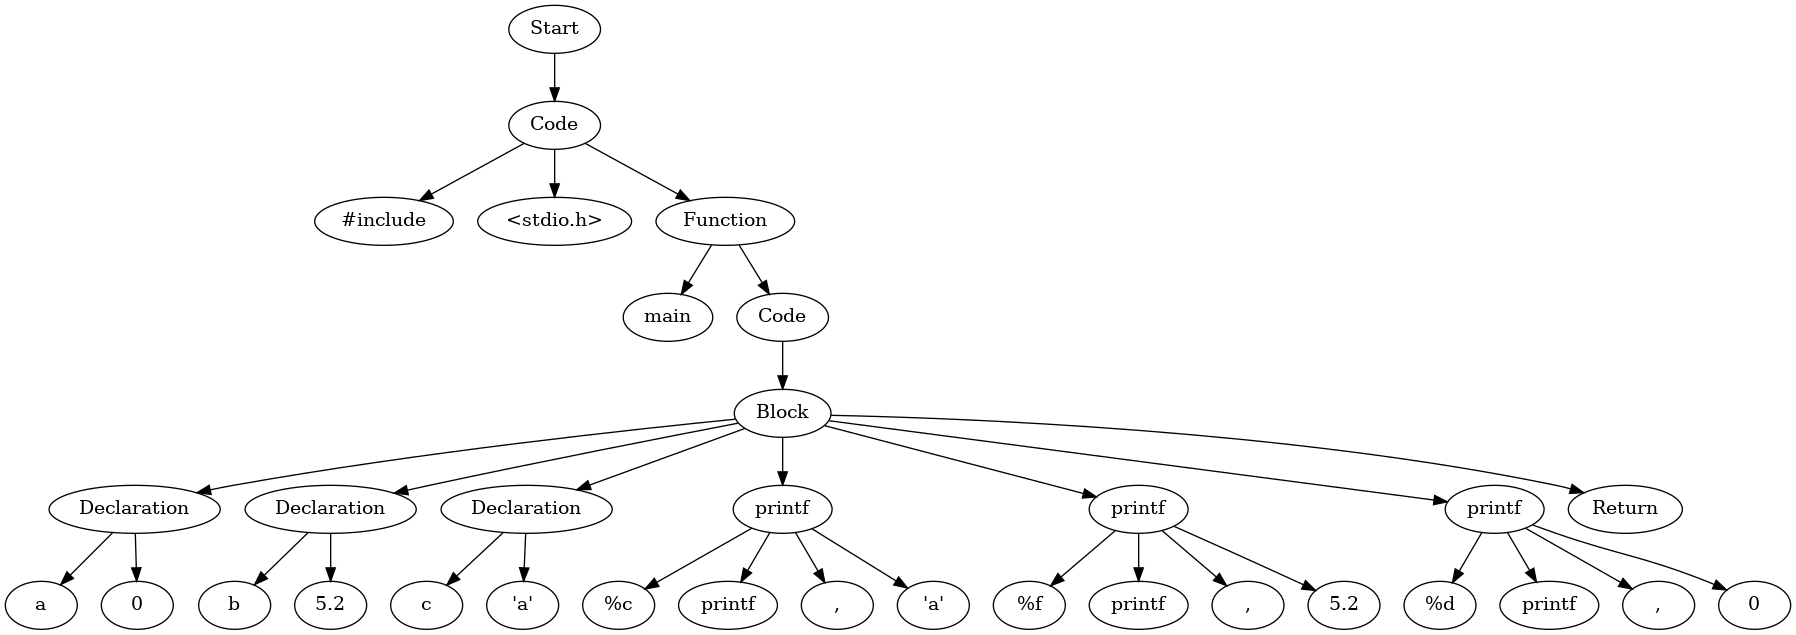 Start
Code
#include
<stdio.h>
Function
main
Code
Block
Declaration
Declaration
Declaration
printf
printf
printf
Return
a
0
b
5.2
c
'a'
%c
printf
,
'a'
%f
printf
,
5.2
%d
printf
,
0